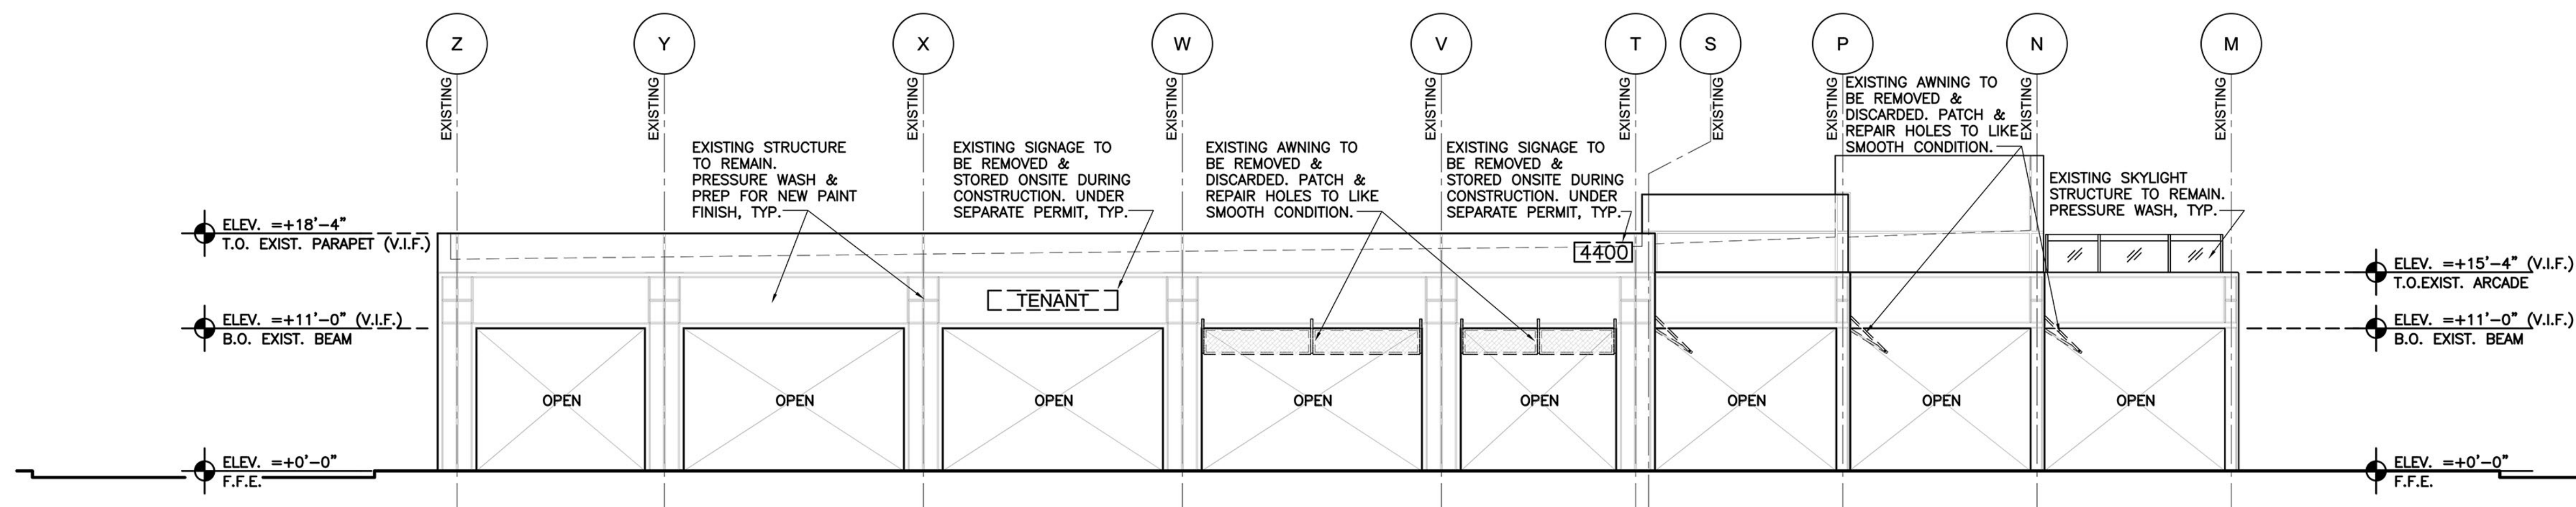 Z Y X W V T S P N M
EXISTING
EXISTING
EXISTING
EXISTING
EXISTING
EXISTING
EXISTING
EXISTING
EXISTING
EXISTING
EXISTING STRUCTURE
TO REMAIN.
PRESSURE WASH &
PREP FOR NEW PAINT
FINISH, TYP.
EXISTING SIGNAGE TO
BE REMOVED &
STORED ONSITE DURING
CONSTRUCTION. UNDER
SEPARATE PERMIT, TYP.
EXISTING AWNING TO
BE REMOVED &
DISCARDED. PATCH &
REPAIR HOLES TO LIKE
SMOOTH CONDITION.
EXISTING SIGNAGE TO
BE REMOVED &
STORED ONSITE DURING
CONSTRUCTION. UNDER
SEPARATE PERMIT, TYP.
EXISTING AWNING TO
BE REMOVED &
DISCARDED. PATCH &
REPAIR HOLES TO LIKE
SMOOTH CONDITION.
EXISTING SKYLIGHT
STRUCTURE TO REMAIN.
PRESSURE WASH, TYP.
ELEV. =+18'-4"
T.O. EXIST. PARAPET (V.I.F.)
ELEV. =+11'-0" (V.I.F.)
B.O. EXIST. BEAM
ELEV. =+0'-0"
F.F.E.
TENANT
4400
OPEN OPEN OPEN OPEN OPEN OPEN OPEN OPEN
ELEV. =+15'-4" (V.I.F.)
T.O.EXIST. ARCADE
ELEV. =+11'-0" (V.I.F.)
B.O. EXIST. BEAM
ELEV. =+0'-0"
F.F.E.